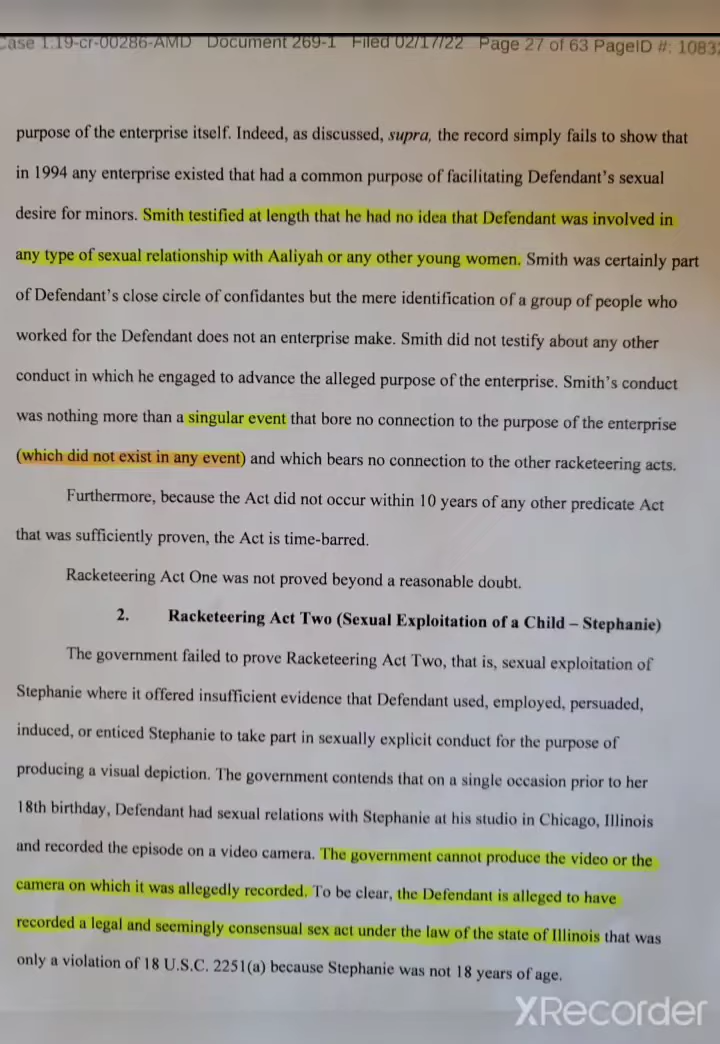 Case 1:19-cr-00286-AMD Document 269-1 Filed 02/17/22 Page 27 of 63 PageID #: 1083
purpose of the enterprise itself. Indeed, as discussed, supra, the record simply fails to show that
in 1994 any enterprise existed that had a common purpose of facilitating Defendant's sexual
desire for minors. Smith testified at length that he had no idea that Defendant was involved in
any type of sexual relationship with Aaliyah or any other young women. Smith was certainly part
of Defendant's close circle of confidantes but the mere identification of a group of people who
worked for the Defendant does not an enterprise make. Smith did not testify about any other
conduct in which he engaged to advance the alleged purpose of the enterprise. Smith's conduct
was nothing more than a singular event that bore no connection to the purpose of the enterprise
(which did not exist in any event) and which bears no connection to the other racketeering acts.
Furthermore, because the Act did not occur within 10 years of any other predicate Act
that was sufficiently proven, the Act is time-barred.
Racketeering Act One was not proved beyond a reasonable doubt.
2. Racketeering Act Two (Sexual Exploitation of a Child – Stephanie)
The government failed to prove Racketeering Act Two, that is, sexual exploitation of
Stephanie where it offered insufficient evidence that Defendant used, employed, persuaded,
induced, or enticed Stephanie to take part in sexually explicit conduct for the purpose of
producing a visual depiction. The government contends that on a single occasion prior to her
18th birthday, Defendant had sexual relations with Stephanie at his studio in Chicago, Illinois
and recorded the episode on a video camera. The government cannot produce the video or the
camera on which it was allegedly recorded. To be clear, the Defendant is alleged to have
recorded a legal and seemingly consensual sex act under the law of the state of Illinois that was
only a violation of 18 U.S.C. 2251(a) because Stephanie was not 18 years of age.
XRecorder